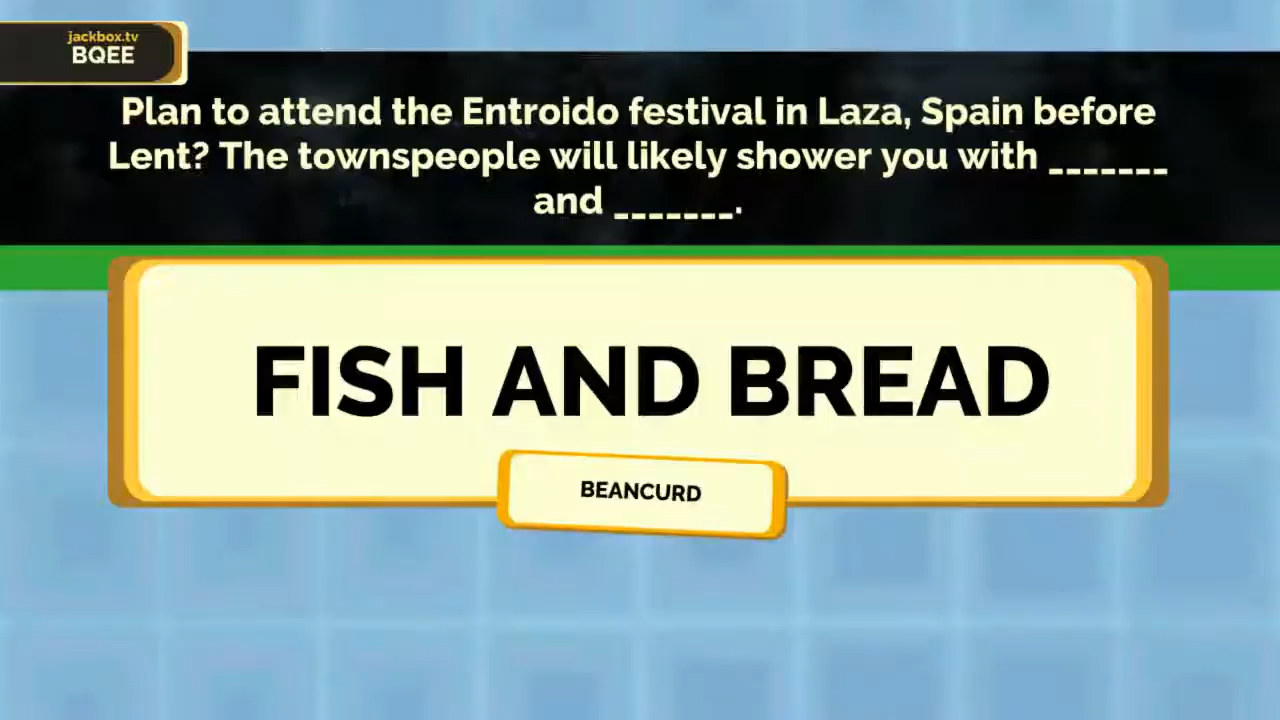 jackbox.tv
BQEE
Plan to attend the Entroido festival in Laza, Spain before
Lent? The townspeople will likely shower you with _______
and _______.
FISH AND BREAD
BEANCURD